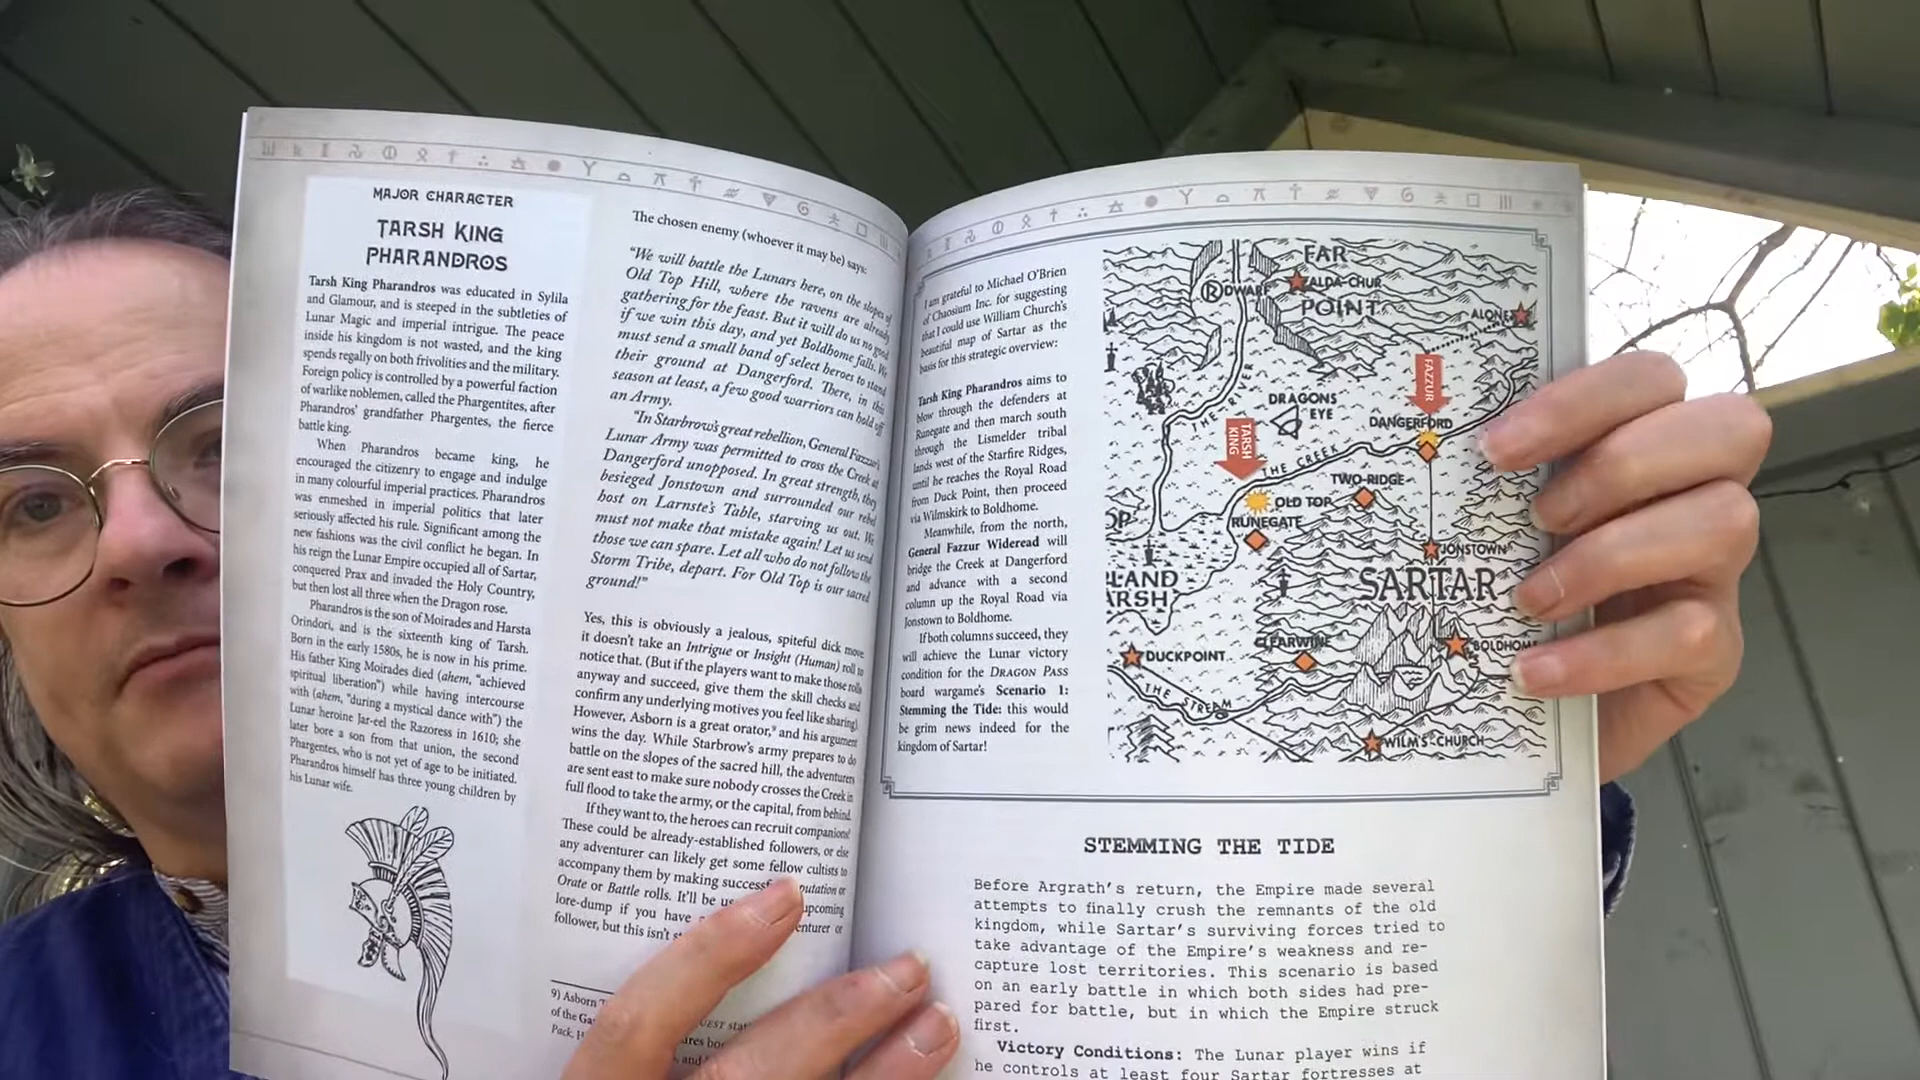 MAJOR CHARACTER
TARSH KING
PHARANDROS
Tarsh King Pharandros was educated in Sylila
and Glamour, and is steeped in the subtleties of
Lunar Magic and imperial intrigue. The peace
inside his kingdom is not wasted, and the king
spends regally on both frivolities and the military.
Foreign policy is controlled by a powerful faction
of warlike noblemen, called the Phargentites, after
Pharandros' grandfather Phargentes, the fierce
battle king.
When Pharandros became king, he
encouraged the citizenry to engage and indulge
in many colourful imperial practices. Pharandros
was enmeshed in imperial politics that later
seriously affected his rule. Significant among the
new fashions was the civil conflict he began. In
his reign the Lunar Empire occupied all of Sartar,
conquered Prax and invaded the Holy Country,
but then lost all three when the Dragon rose.
Pharandros is the son of Moirades and Harsta
Orindori, and is the sixteenth king of Tarsh.
Born in the early 1580s, he is now in his prime.
His father King Moirades died (ahem, "achieved
spiritual liberation") while having intercourse
with (ahem, "during a mystical dance with") the
Lunar heroine Jar-eel the Razoress in 1610; she
later bore a son from that union, the second
Phargentes, who is not yet of age to be initiated.
Pharandros himself has three young children by
his Lunar wife.
The chosen enemy (whoever it may be) says:
"We will battle the Lunars here, on the slopes of
Old Top Hill, where the ravens are already
gathering for the feast. But it will do us no good
if we win this day, and yet Boldhome falls. We
must send a small band of select heroes to stand
their ground at Dangerford. There, in this
season at least, a few good warriors can hold off
an Army.
"In Starbrow's great rebellion, General Fazzur's
Lunar Army was permitted to cross the Creek at
Dangerford unopposed. In great strength, they
besieged Jonstown and surrounded our rebel
host on Larnste's Table, starving us out. We
must not make that mistake again! Let us send
those we can spare. Let all who do not follow the
Storm Tribe, depart. For Old Top is our sacred
ground!"
Yes, this is obviously a jealous, spiteful dick move
it doesn't take an Intrigue or Insight (Human) roll to
notice that. (But if the players want to make those rolls
anyway and succeed, give them the skill checks and
confirm any underlying motives you feel like sharing).
However, Asborn is a great orator,⁹ and his argument
wins the day. While Starbrow's army prepares to do
battle on the slopes of the sacred hill, the adventurers
are sent east to make sure nobody crosses the Creek in
full flood to take the army, or the capital, from behind.
If they want to, the heroes can recruit companions!
These could be already-established followers, or else
any adventurer can likely get some fellow cultists to
accompany them by making success
Orate or Battle rolls. It'll be us upcoming
lore-dump if you have
follower, but this isn't
9) Asborn
of the
Pack,
and
I am grateful to Michael O'Brien
of Chaosium Inc. for suggesting
that I could use William Church's
beautiful map of Sartar as the
basis for this strategic overview:
Tarsh King Pharandros aims to
blow through the defenders at
Runegate and then march south
through the Lismelder tribal
lands west of the Starfire Ridges,
until he reaches the Royal Road
from Duck Point, then proceed
via Wilmskirk to Boldhome.
Meanwhile, from the north,
General Fazzur Wideread will
bridge the Creek at Dangerford
and advance with a second
column up the Royal Road via
Jonstown to Boldhome.
If both columns succeed, they
will achieve the Lunar victory
condition for the DRAGON PASS
board wargame's Scenario 1:
Stemming the Tide: this would
be grim news indeed for the
kingdom of Sartar!
FAR
POINT
DWARF
ALDA-CHUR
ALONE
FAZZUR
DRAGONS
EYE
THE RIVER
DANGERFORD
TARSH
KING
THE CREEK
TWO-RIDGE
OLD TOP
RUNEGATE
JONSTOWN
LAND
ARSH
SARTAR
CLEARWINE
BOLDHOME
DUCKPOINT
THE STREAM
WILM'S-CHURCH
STEMMING THE TIDE
Before Argrath's return, the Empire made several
attempts to finally crush the remnants of the old
kingdom, while Sartar's surviving forces tried to
take advantage of the Empire's weakness and re-
capture lost territories. This scenario is based
on an early battle in which both sides had pre-
pared for battle, but in which the Empire struck
first.
Victory Conditions: The Lunar player wins if
he controls at least four Sartar fortresses at